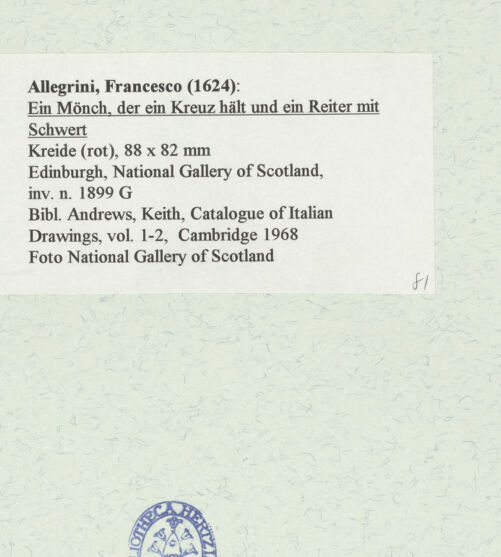 Allegrini, Francesco (1624):
Ein Mönch, der ein Kreuz hält und ein Reiter mit
Schwert
Kreide (rot), 88 x 82 mm
Edinburgh, National Gallery of Scotland,
inv. n. 1899 G
Bibl. Andrews, Keith, Catalogue of Italian
Drawings, vol. 1-2, Cambridge 1968
Foto National Gallery of Scotland
81